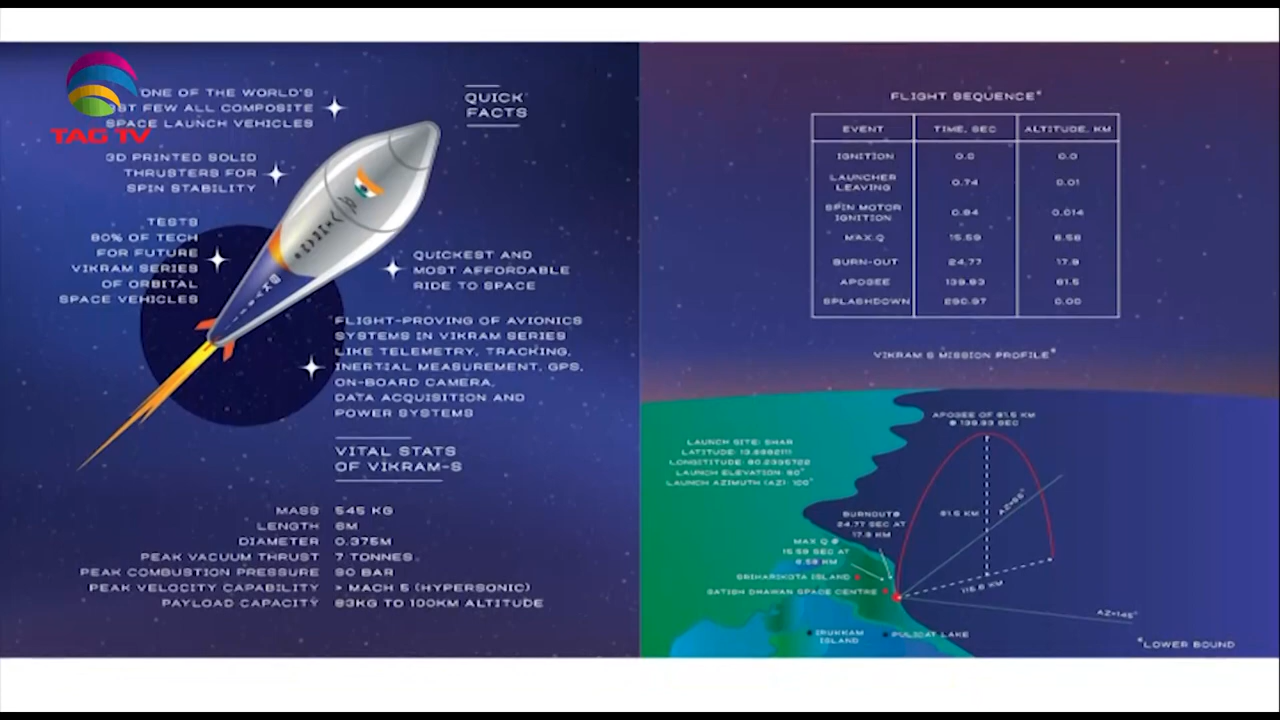 TAG TV
ONE OF THE WORLD'S
FEW ALL COMPOSITE
SPACE LAUNCH VEHICLES
3D PRINTED SOLID
THRUSTERS FOR
SPIN STABILITY
TESTS
80% OF TECH
FOR FUTURE
VIKRAM SERIES
OF ORBITAL
SPACE VEHICLES
QUICK
FACTS
QUICKEST AND
MOST AFFORDABLE
RIDE TO SPACE
FLIGHT-PROVING OF AVIONICS
SYSTEMS IN VIKRAM SERIES
LIKE TELEMETRY, TRACKING,
INERTIAL MEASUREMENT, GPS,
ON-BOARD CAMERA,
DATA ACQUISITION AND
POWER SYSTEMS
VITAL STATS
OF VIKRAM-S
MASS 545 KG
LENGTH 6M
DIAMETER 0.375M
PEAK VACUUM THRUST 7 TONNES
PEAK COMBUSTION PRESSURE 90 BAR
PEAK VELOCITY CAPABILITY > MACH 5 (HYPERSONIC)
PAYLOAD CAPACITY 83KG TO 100KM ALTITUDE
FLIGHT SEQUENCE*
EVENT TIME, SEC ALTITUDE, KM
IGNITION 0.0 0.0
LAUNCHER LEAVING 0.74 0.01
SPIN MOTOR IGNITION 0.84 0.014
MAX.Q 15.59 6.58
BURN-OUT 24.77 17.9
APOGEE 139.93 81.5
SPLASHDOWN 290.97 0.00
VIKRAM S MISSION PROFILE*
APOGEE OF 81.5 KM
@ 139.93 SEC
LAUNCH SITE: SHAR
LATITUDE:
LONGTITUDE:
LAUNCH ELEVATION: 80°
LAUNCH AZIMUTH (AZ): 100°
BURNOUT@
24.77 SEC AT
17.9 KM
81.5 KM
MAX Q @
15.59 SEC AT
6.58 KM
SRIHARIKOTA ISLAND
SATISH DHAWAN SPACE CENTRE
AZ=145°
IRUKKAM
ISLAND
PULICAT LAKE
*LOWER BOUND